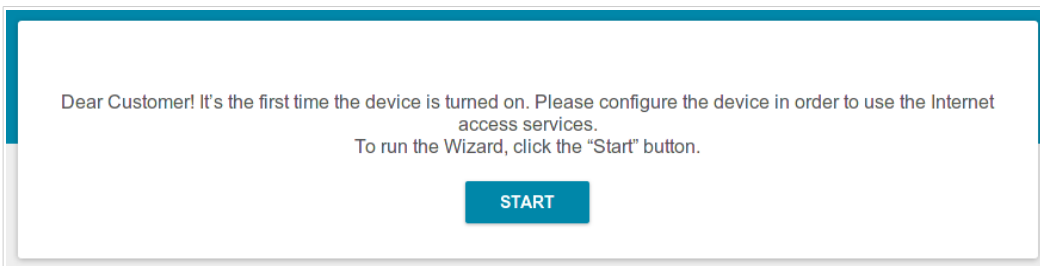 Dear Customer! It’s the first time the device is turned on. Please configure the device in order to use the Internet
access services.
To run the Wizard, click the “Start” button.
START